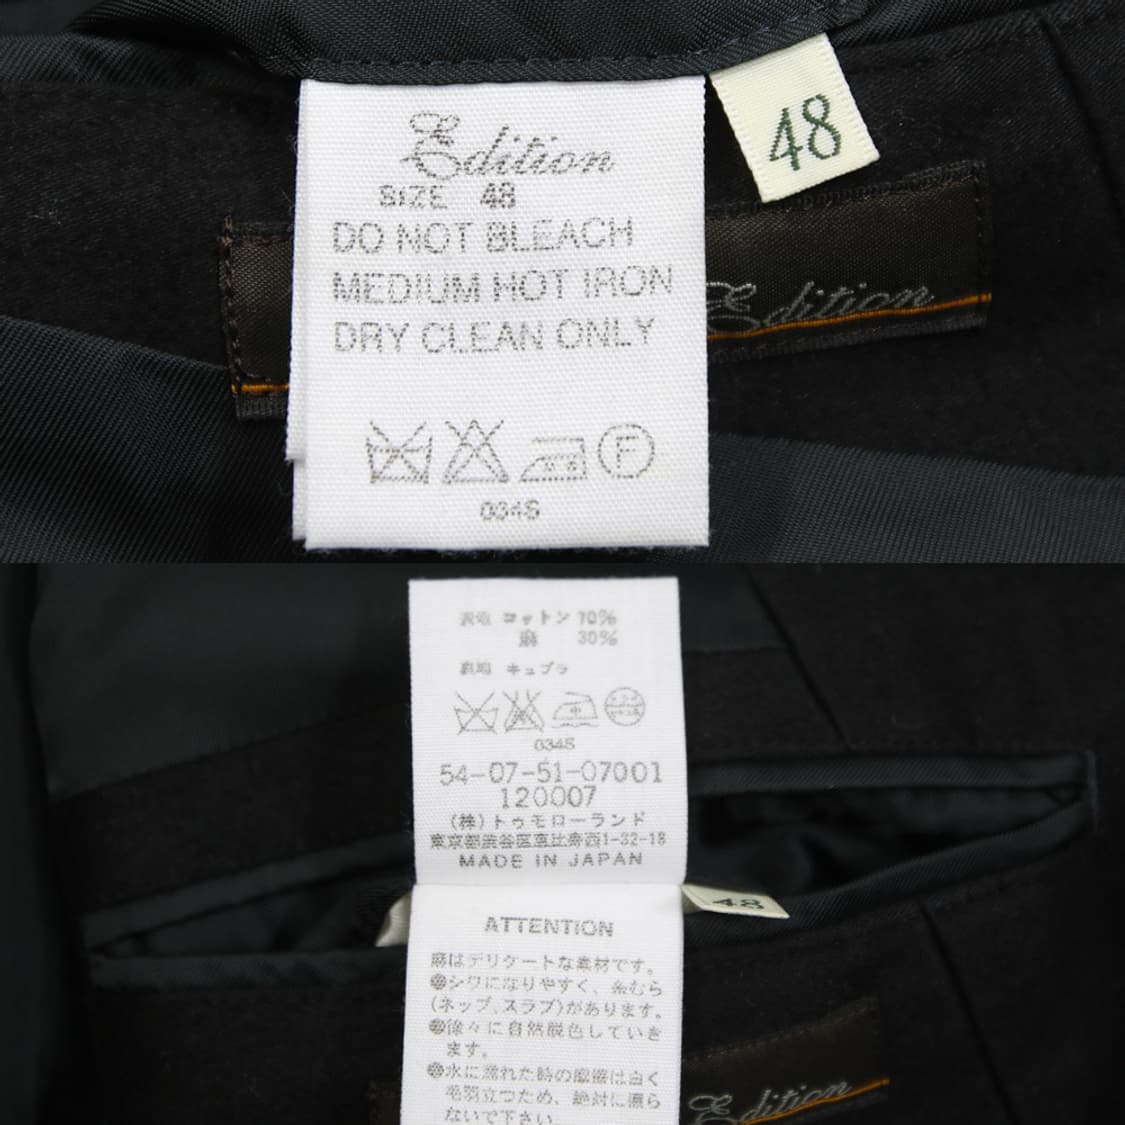 Edition
SIZE 48
DO NOT BLEACH
MEDIUM HOT IRON
DRY CLEAN ONLY
F
034S
48
Edition
表地 コットン 70%
麻 30%
裏地 キュプラ
中
034S
54-07-51-07001
120007
(株)トゥモローランド
東京都渋谷区恵比寿西1-32-18
MADE IN JAPAN
48
ATTENTION
麻はデリケートな素材です。
●シワになりやすく、糸むら
(ネップ、スラブ)があります。
●徐々に自然脱色していき
ます。
●水に濡れた時の摩擦は白く
毛羽立つため、絶対に濡ら
ないで下さい
Edition